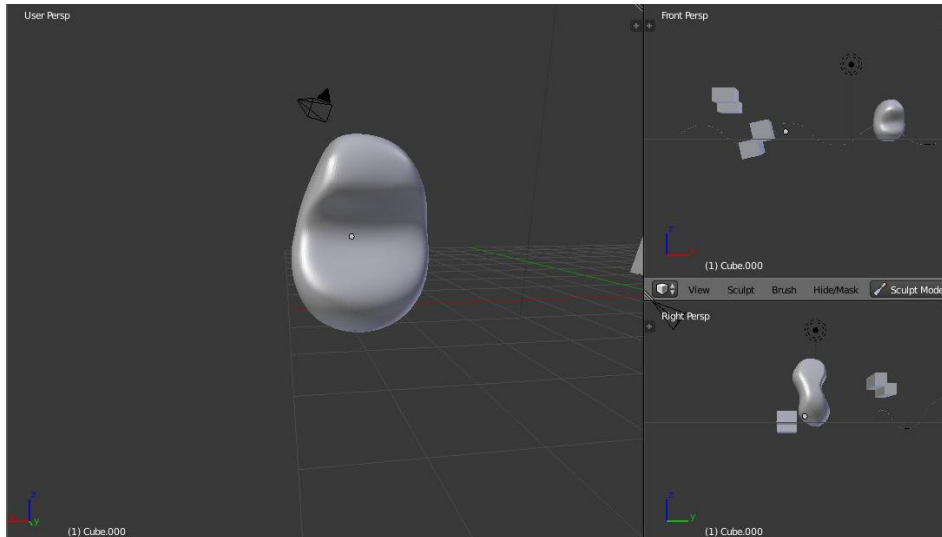 User Persp
(1) Cube.000
Front Persp
(1) Cube.000
View Sculpt Brush Hide/Mask Sculpt Mode
Right Persp
(1) Cube.000